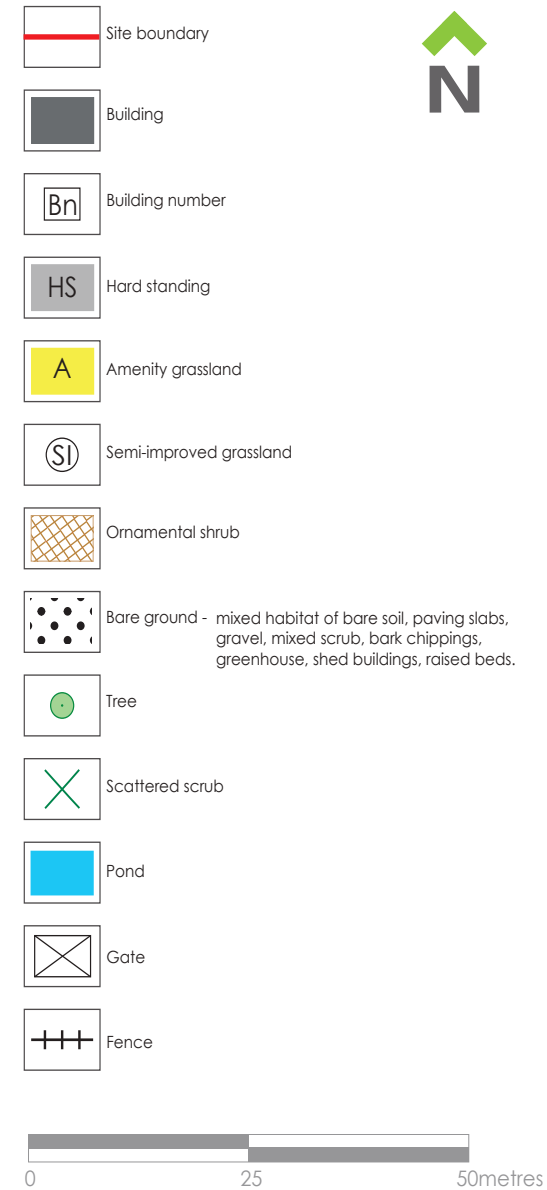 Site boundary
N
Building
Bn
Building number
HS
Hard standing
A
Amenity grassland
SI
Semi-improved grassland
Ornamental shrub
Bare ground - mixed habitat of bare soil, paving slabs,
gravel, mixed scrub, bark chippings,
greenhouse, shed buildings, raised beds.
Tree
Scattered scrub
Pond
Gate
Fence
0 25 50metres